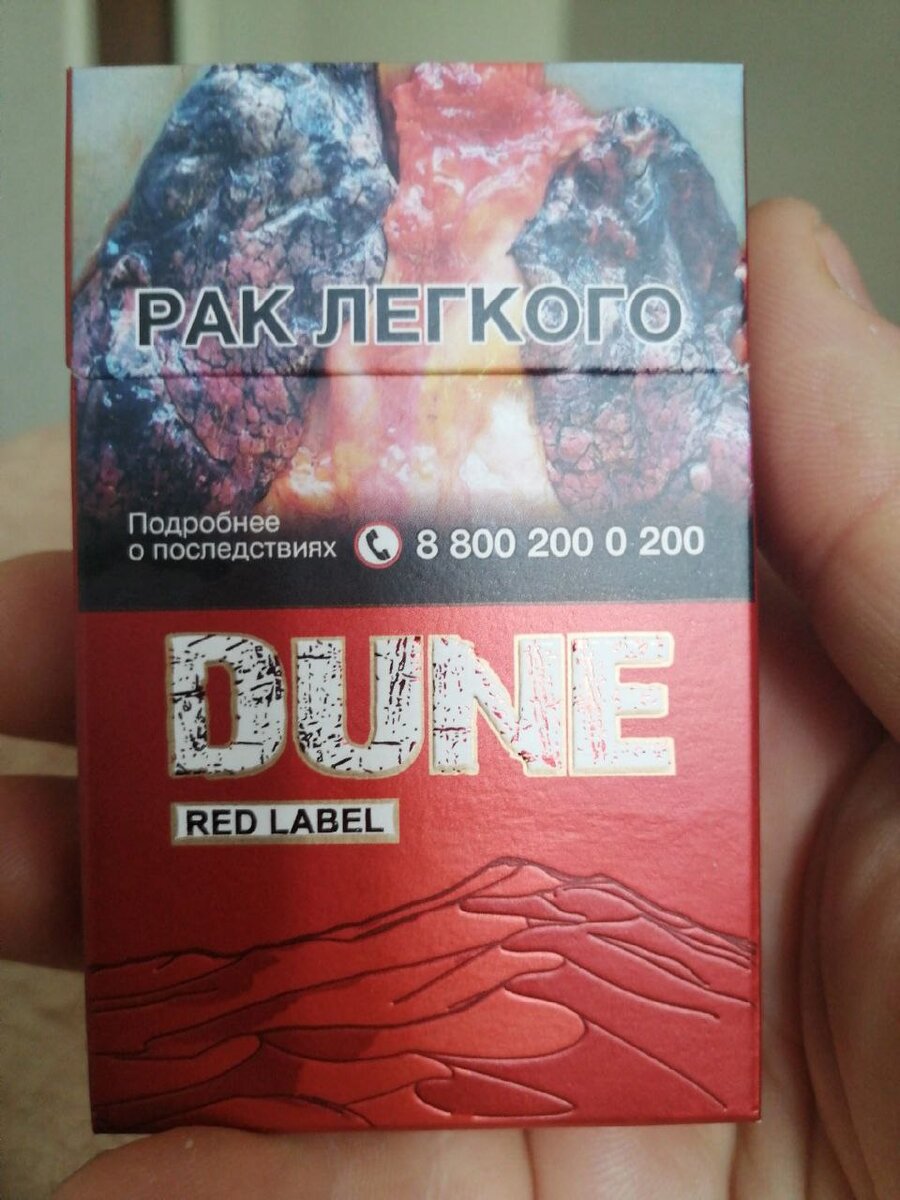 РАК ЛЕГКОГО
Подробнее
о последствиях 8 800 200 0 200
DUNE
RED LABEL